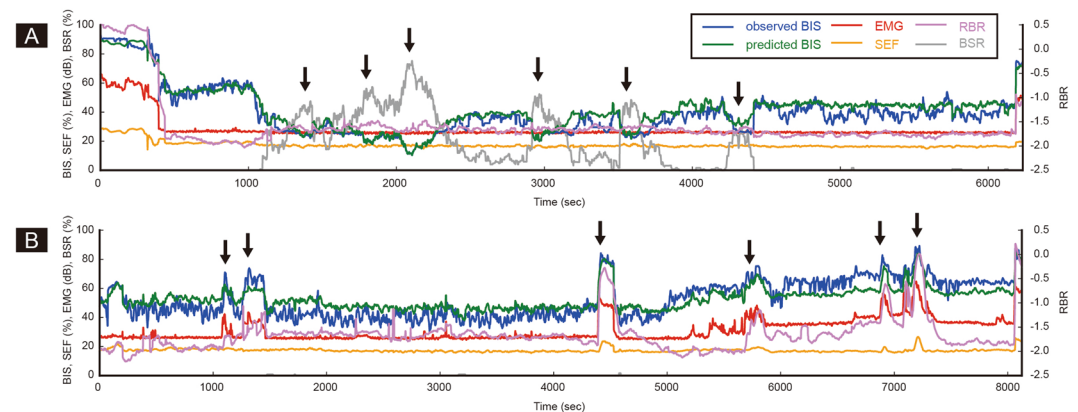 A
BIS, SEF (%), EMG (dB), BSR (%)
100
80
60
40
20
0
observed BIS EMG RBR
predicted BIS SEF BSR
0.5
0.0
-0.5
-1.0
-1.5
-2.0
-2.5
RBR
0 1000 2000 3000 4000 5000 6000
Time (sec)
B
BIS, SEF (%), EMG (dB), BSR (%)
100
80
60
40
20
0
0.5
0.0
-0.5
-1.0
-1.5
-2.0
-2.5
RBR
0 1000 2000 3000 4000 5000 6000 7000 8000
Time (sec)